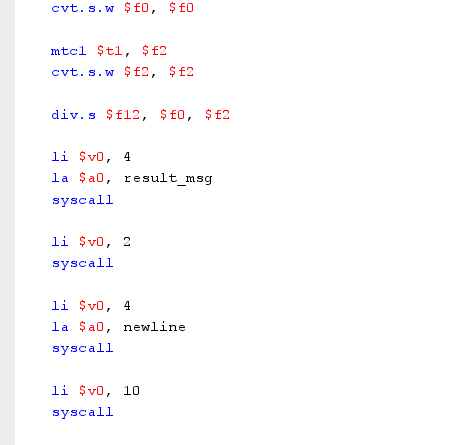 cvt.s.w $f0, $f0
mtc1 $t1, $f2
cvt.s.w $f2, $f2
div.s $f12, $f0, $f2
li $v0, 4
la $a0, result_msg
syscall
li $v0, 2
syscall
li $v0, 4
la $a0, newline
syscall
li $v0, 10
syscall